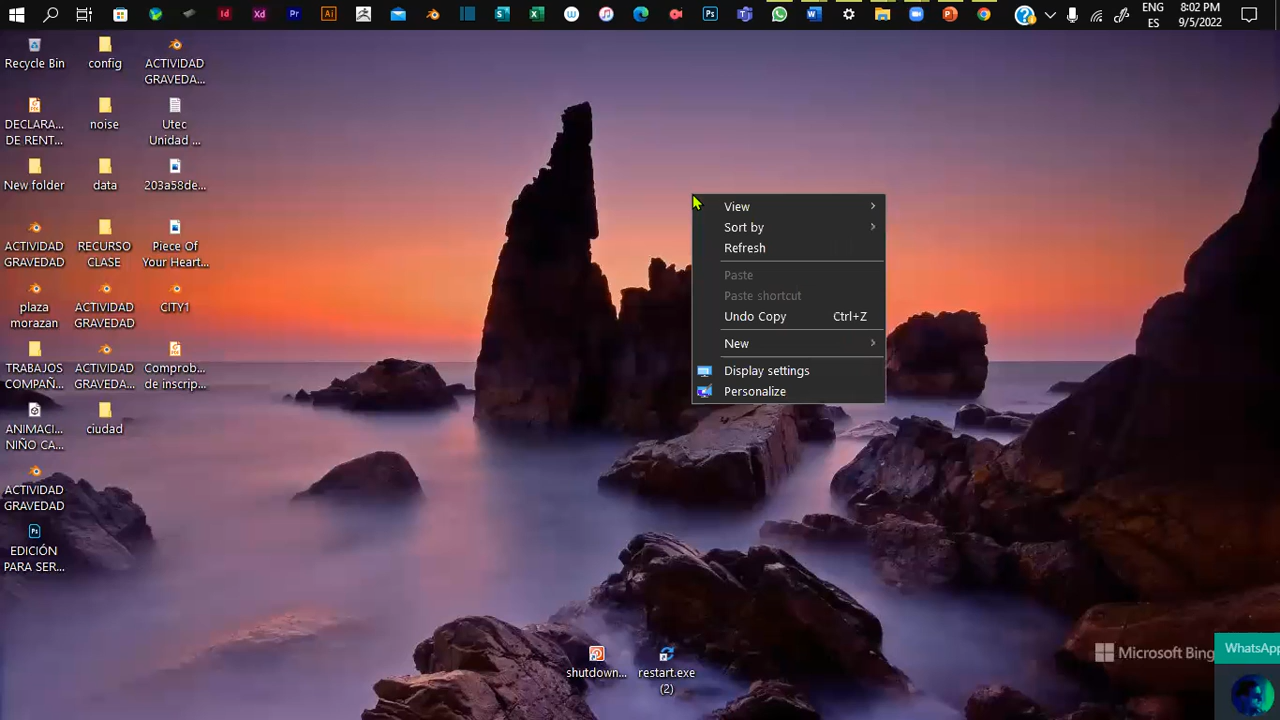 ENG
ES
8:02 PM
9/5/2022
Recycle Bin
config
ACTIVIDAD
GRAVEDA...
DECLARA...
DE RENT...
noise
Utec
Unidad ...
New folder
data
203a58de...
ACTIVIDAD
GRAVEDAD
RECURSO
CLASE
Piece Of
Your Heart...
plaza
morazan
ACTIVIDAD
GRAVEDAD
CITY1
TRABAJOS
COMPAÑ...
ACTIVIDAD
GRAVEDA...
Comprob...
de inscrip...
ANIMACI...
NIÑO CA...
ciudad
ACTIVIDAD
GRAVEDAD
EDICIÓN
PARA SER...
View
Sort by
Refresh
Paste
Paste shortcut
Undo Copy Ctrl+Z
New
Display settings
Personalize
shutdown...
restart.exe
(2)
Microsoft Bing
WhatsApp